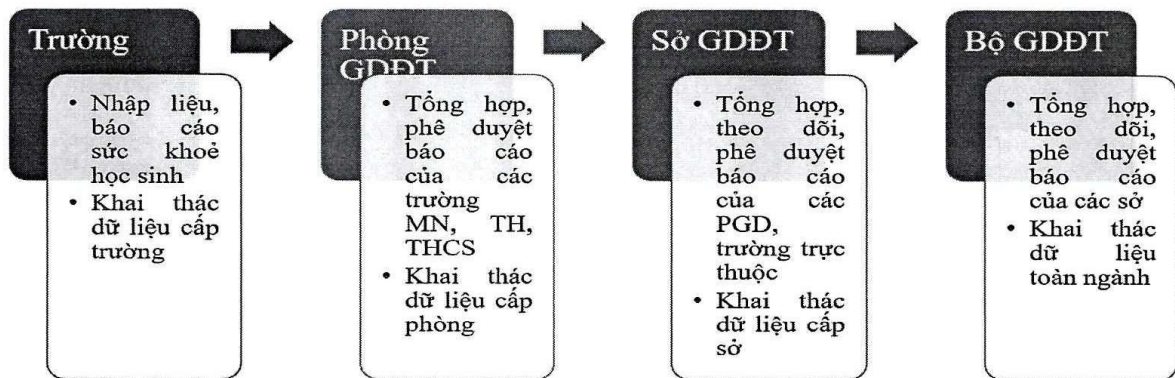 Trường
• Nhập liệu,
báo cáo
sức khoẻ
học sinh
• Khai thác
dữ liệu cấp
trường
Phòng
GDĐT
• Tổng hợp,
phê duyệt
báo cáo
của các
trường
MN, TH,
THCS
• Khai thác
dữ liệu cấp
phòng
Sở GDĐT
• Tổng hợp,
theo dõi,
phê duyệt
báo cáo
của các
PGD,
trường trực
thuộc
• Khai thác
dữ liệu cấp
sở
Bộ GDĐT
• Tổng hợp,
theo dõi,
phê duyệt
báo cáo
của các sở
• Khai thác
dữ liệu
toàn ngành